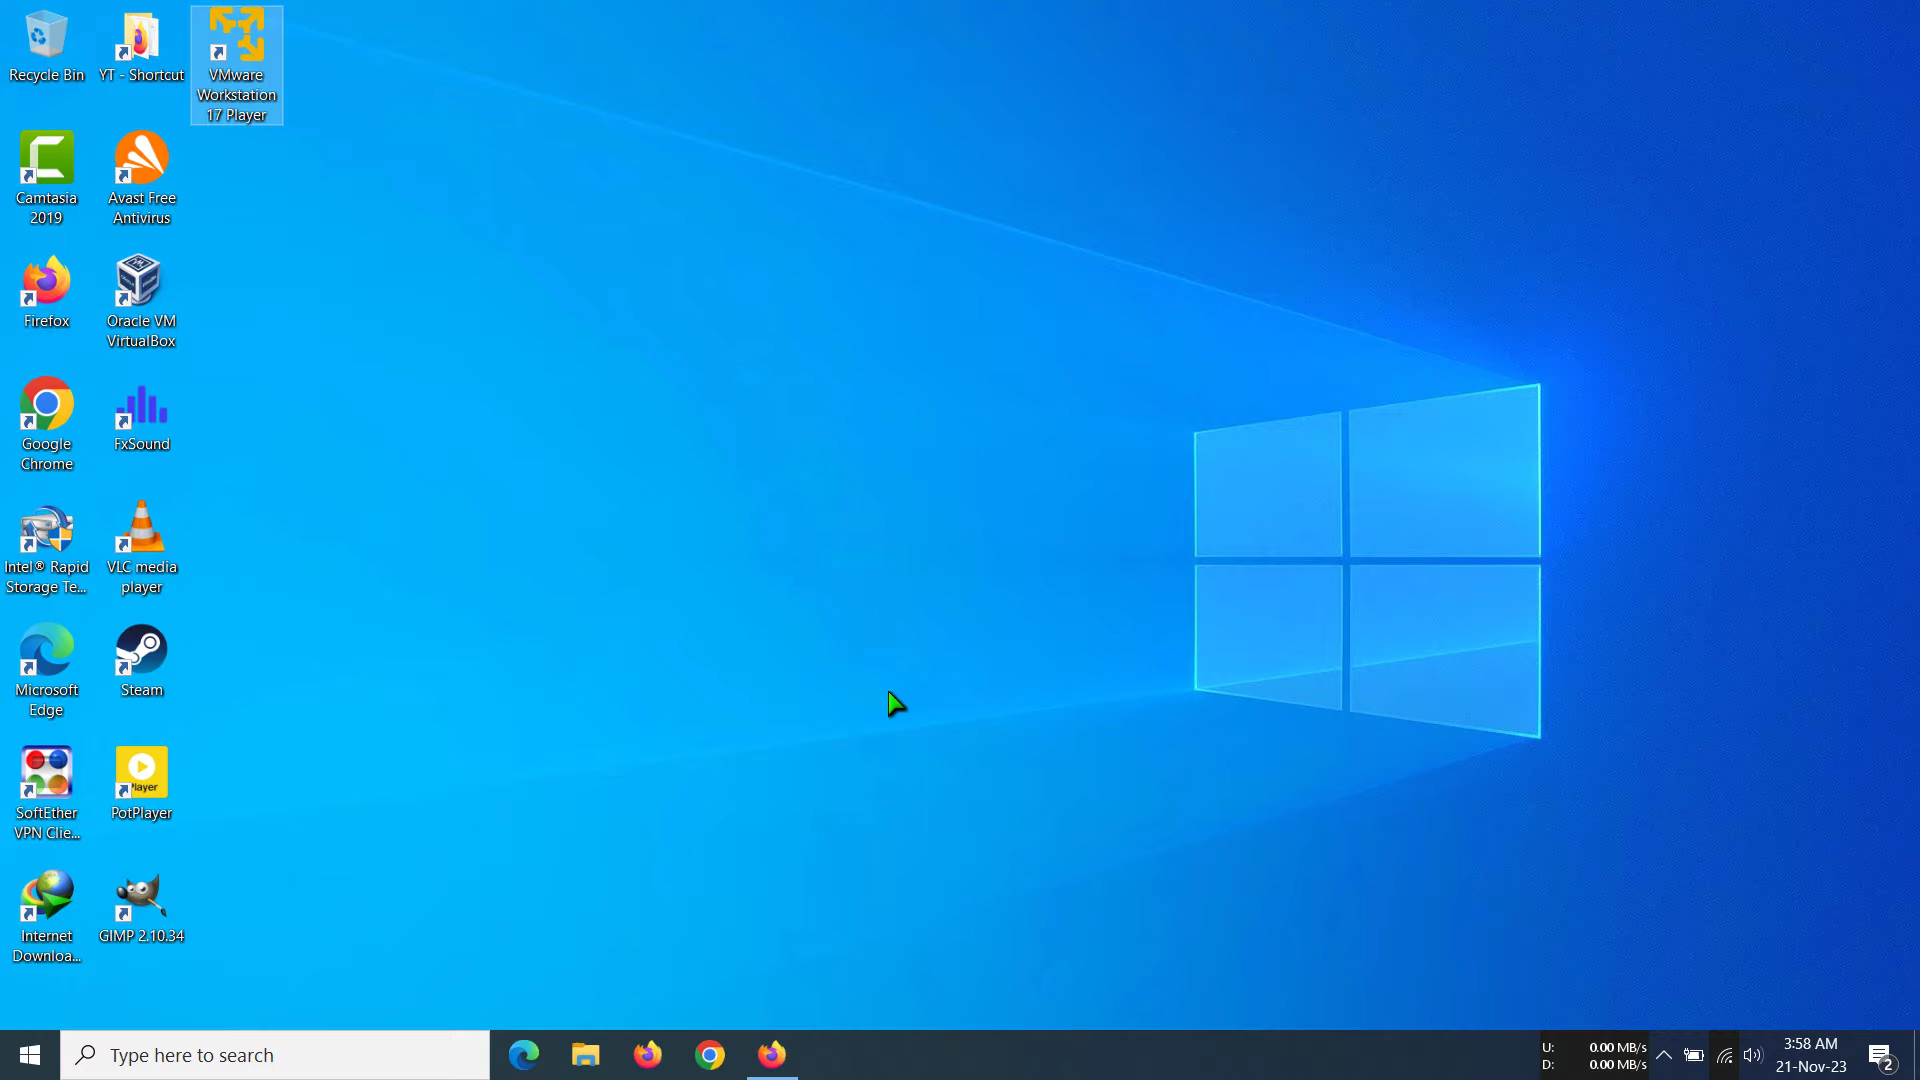 Recycle Bin
YT - Shortcut
VMware
Workstation
17 Player
Camtasia
2019
Avast Free
Antivirus
Firefox
Oracle VM
VirtualBox
Google
Chrome
FxSound
Intel® Rapid
Storage Te...
VLC media
player
Microsoft
Edge
Steam
SoftEther
VPN Clie...
Player
PotPlayer
Internet
Downloa...
GIMP 2.10.34
Type here to search
U: 0.00 MB/s
D: 0.00 MB/s
3:58 AM
21-Nov-23
2